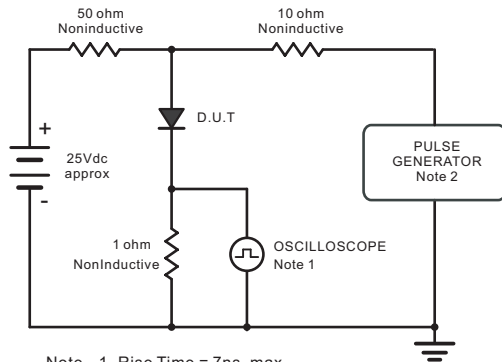 50 ohm
Noninductive
10 ohm
Noninductive
D.U.T
+
25Vdc
approx
-
PULSE
GENERATOR
Note 2
1 ohm
NonInductive
OSCILLOSCOPE
Note 1